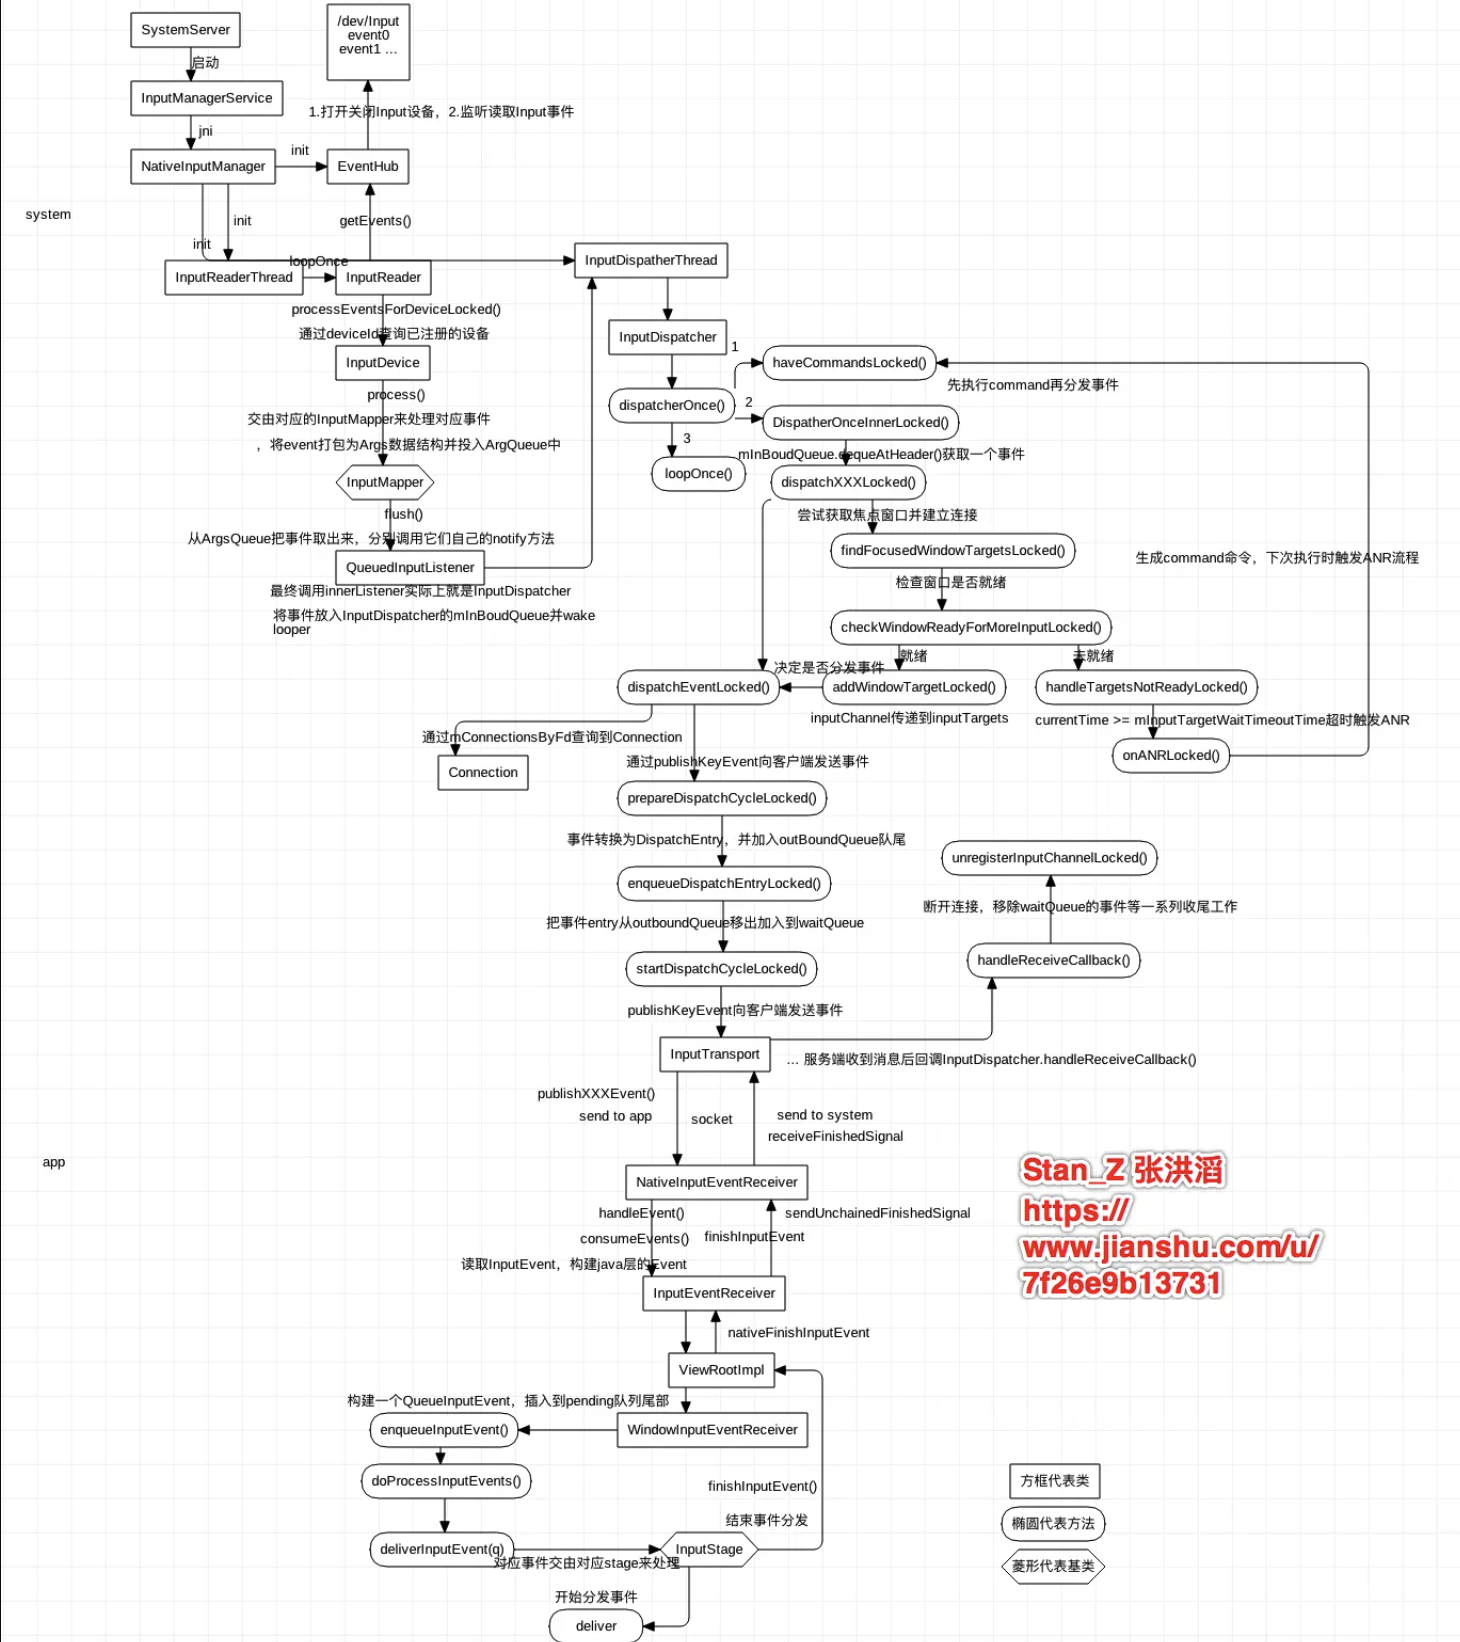 SystemServer
/dev/Input
event0
event1 ...
启动
InputManagerService
1.打开关闭Input设备，2.监听读取Input事件
jni
init
NativeInputManager
EventHub
system
init
getEvents()
init
loopOnce
InputDispatherThread
InputReaderThread
InputReader
processEventsForDeviceLocked()
通过deviceId查询已注册的设备
InputDispatcher
1
InputDevice
haveCommandsLocked()
先执行command再分发事件
process()
dispatcherOnce()
2
交由对应的InputMapper来处理对应事件
DispatherOnceInnerLocked()
3
，将event打包为Args数据结构并投入ArgQueue中
mInBoudQueue.dequeAtHeader()获取一个事件
loopOnce()
InputMapper
dispatchXXXLocked()
flush()
尝试获取焦点窗口并建立连接
从ArgsQueue把事件取出来，分别调用它们自己的notify方法
findFocusedWindowTargetsLocked()
生成command命令，下次执行时触发ANR流程
QueuedInputListener
检查窗口是否就绪
最终调用innerListener实际上就是InputDispatcher
将事件放入InputDispatcher的mInBoudQueue并wake
looper
checkWindowReadyForMoreInputLocked()
就绪
未就绪
决定是否分发事件
dispatchEventLocked()
addWindowTargetLocked()
handleTargetsNotReadyLocked()
inputChannel传递到inputTargets
currentTime >= mInputTargetWaitTimeoutTime超时触发ANR
通过mConnectionsByFd查询到Connection
onANRLocked()
通过publishKeyEvent向客户端发送事件
Connection
prepareDispatchCycleLocked()
事件转换为DispatchEntry，并加入outBoundQueue队尾
unregisterInputChannelLocked()
enqueueDispatchEntryLocked()
断开连接，移除waitQueue的事件等一系列收尾工作
把事件entry从outboundQueue移出加入到waitQueue
handleReceiveCallback()
startDispatchCycleLocked()
publishKeyEvent向客户端发送事件
InputTransport
... 服务端收到消息后回调InputDispatcher.handleReceiveCallback()
publishXXXEvent()
send to app
socket
send to system
receiveFinishedSignal
app
Stan_Z 张洪滔
https://
www.jianshu.com/u/
7f26e9b13731
NativeInputEventReceiver
handleEvent()
sendUnchainedFinishedSignal
consumeEvents()
finishInputEvent
读取InputEvent，构建java层的Event
InputEventReceiver
nativeFinishInputEvent
ViewRootImpl
构建一个QueueInputEvent，插入到pending队列尾部
enqueueInputEvent()
WindowInputEventReceiver
doProcessInputEvents()
finishInputEvent()
方框代表类
结束事件分发
椭圆代表方法
deliverInputEvent(q)
InputStage
对应事件交由对应stage来处理
菱形代表基类
开始分发事件
deliver